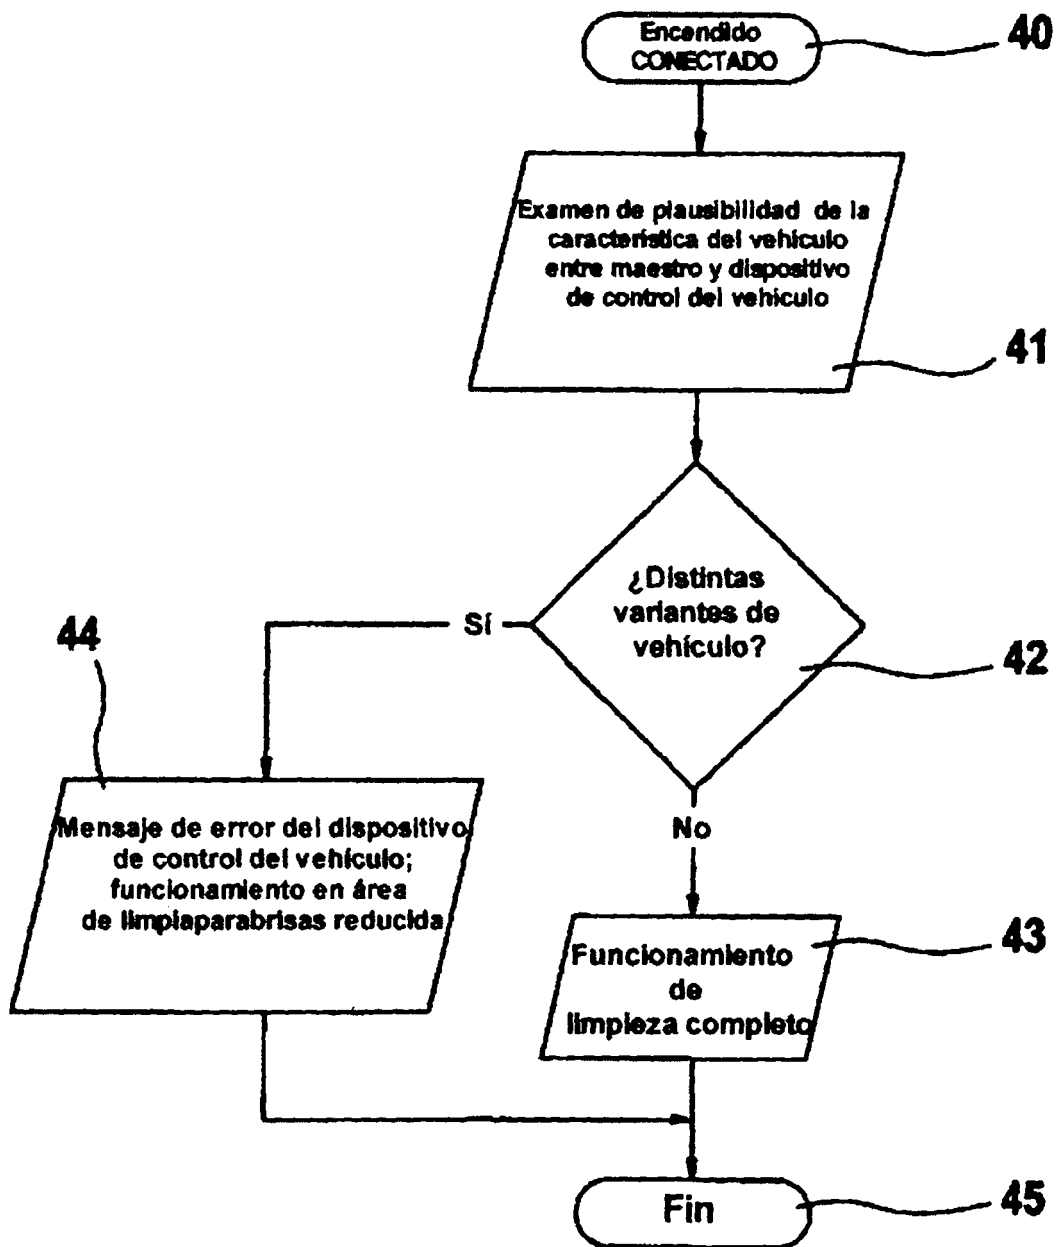 Encendido
CONECTADO
40
Examen de plausibilidad de la
característica del vehículo
entre maestro y dispositivo
de control del vehículo
41
¿Distintas
variantes de
vehículo?
42
Sí
44
Mensaje de error del dispositivo
de control del vehículo;
funcionamiento en área
de limpiaparabrisas reducida
No
Funcionamiento
de
limpieza completo
43
Fin
45